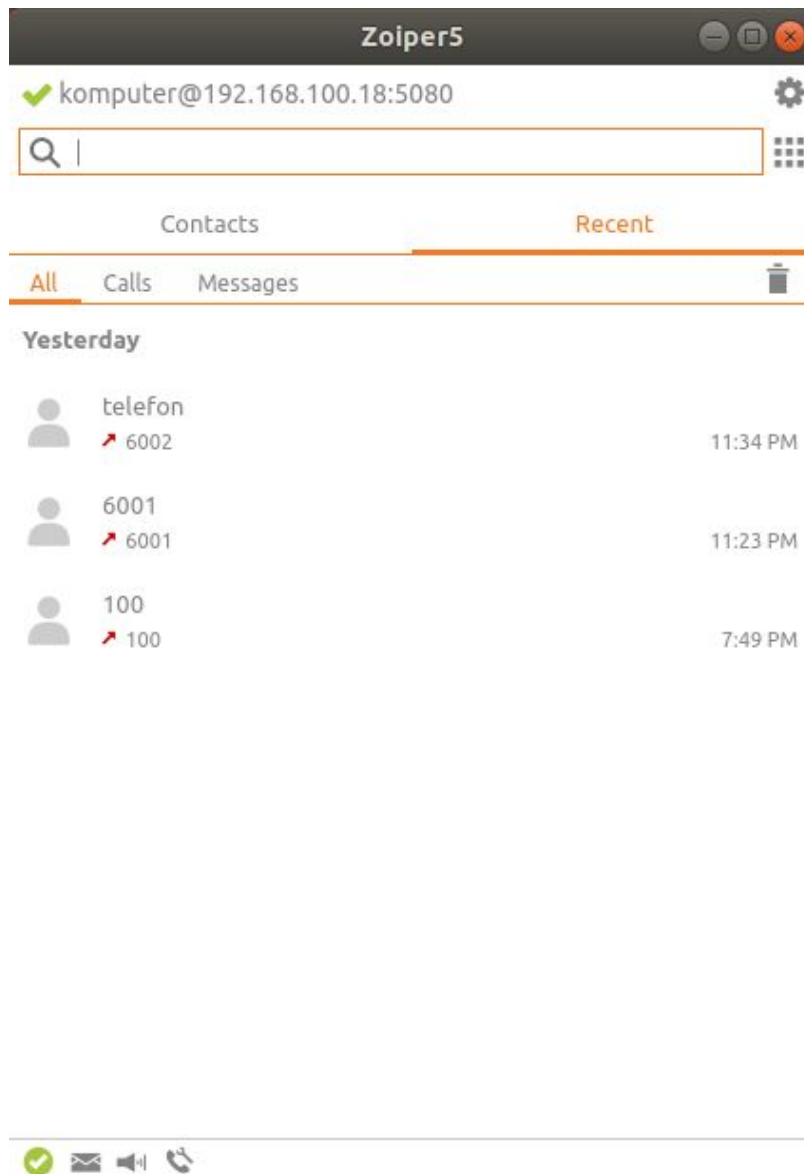 Zoiper5
komputer@192.168.100.18:5080
Contacts Recent
All Calls Messages
Yesterday
telefon
6002 11:34 PM
6001
6001 11:23 PM
100
100 7:49 PM